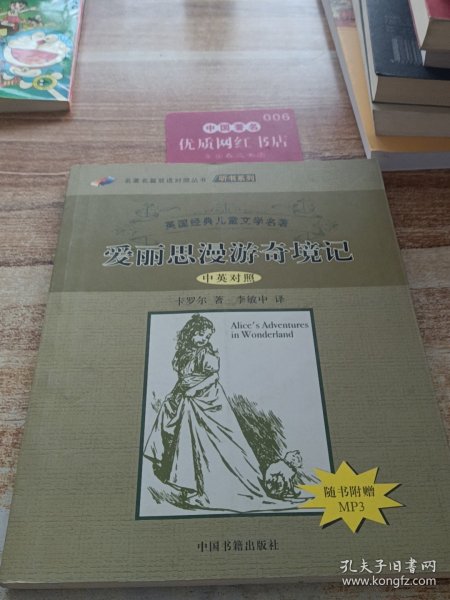 006
中国著名
优质网红书店
名著名篇双语对照丛书
听书系列
英国经典儿童文学名著
爱丽思漫游奇境记
中英对照
卡罗尔 著 李敏中 译
Alice's Adventures
in Wonderland
随书附赠
MP3
中国书籍出版社
孔夫子旧书网
www.kongfz.com